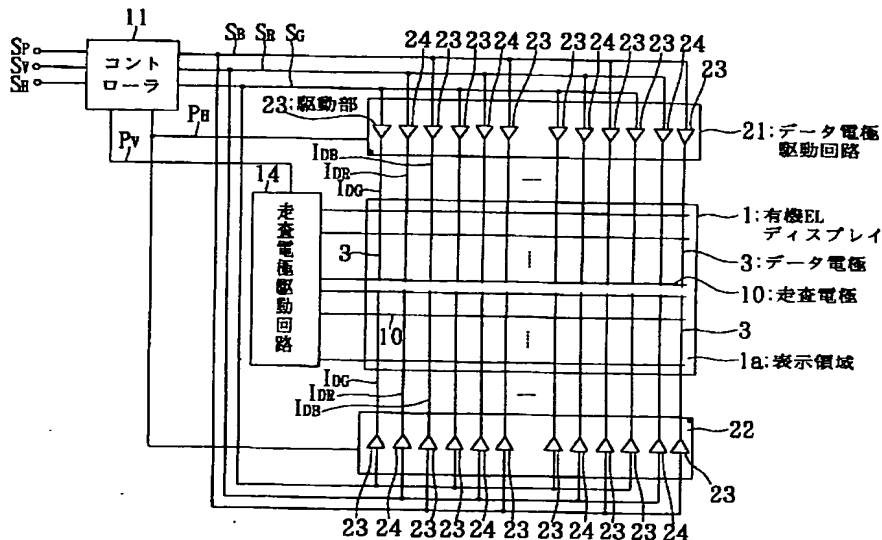 11
SP
SV
SH
コント
ローラ
SB SR SG
24 23 24 23 23 23 24 23 23 24 23
23:駆動部
PH
PV
21:データ電極
駆動回路
IDB
IDR
IDG
14
走査電極駆動回路
1:有機EL
ディスプレイ
3
3:データ電極
10:走査電極
10
3
1a:表示領域
IDG
IDR
IDB
22
23 24 23 23 24 23 23 24 23 23 24 23